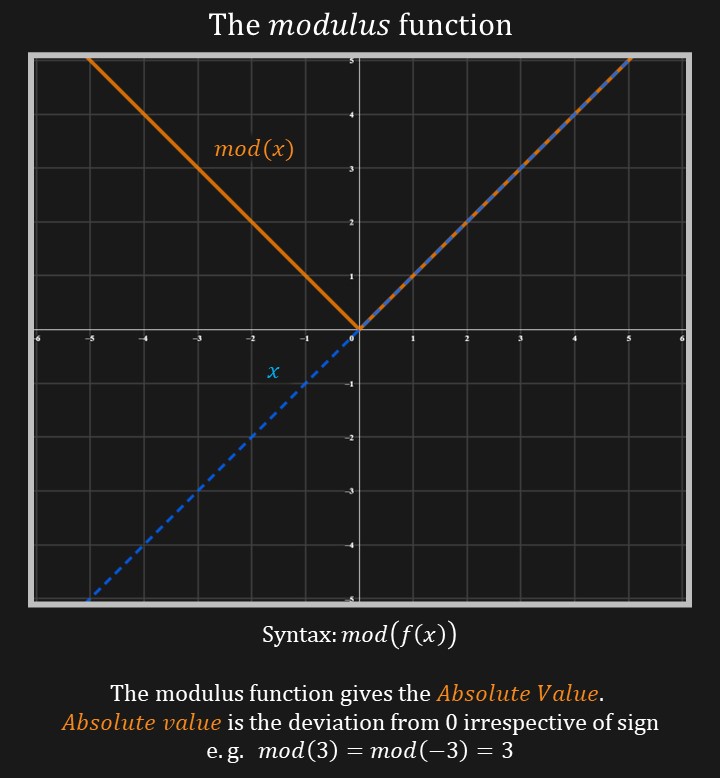 The modulus function
5
4
mod(x)
3
2
1
-6 -5 -4 -3 -2 -1 0 1 2 3 4 5 6
x
-1
-2
-3
-4
-5
Syntax: mod(f(x))
The modulus function gives the Absolute Value.
Absolute value is the deviation from 0 irrespective of sign
e. g. mod(3) = mod(−3) = 3